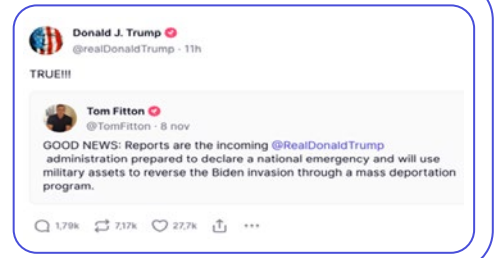 Donald J. Trump
@realDonaldTrump · 11h
TRUE!!!
Tom Fitton
@TomFitton · 8 nov
GOOD NEWS: Reports are the incoming @RealDonaldTrump
administration prepared to declare a national emergency and will use
military assets to reverse the Biden invasion through a mass deportation
program.
1,79k 7,17k 27,7k